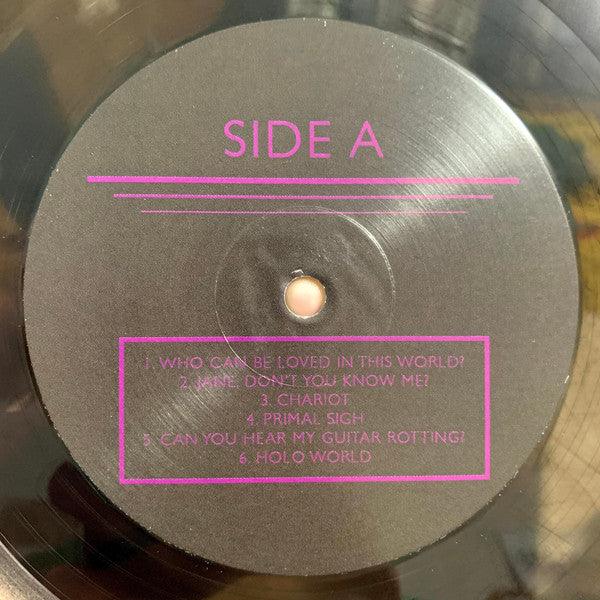 SIDE A
1. WHO CAN BE LOVED IN THIS WORLD?
2. JANE, DON'T YOU KNOW ME?
3. CHARIOT
4. PRIMAL SIGH
5. CAN YOU HEAR MY GUITAR ROTTING?
6. HOLO WORLD